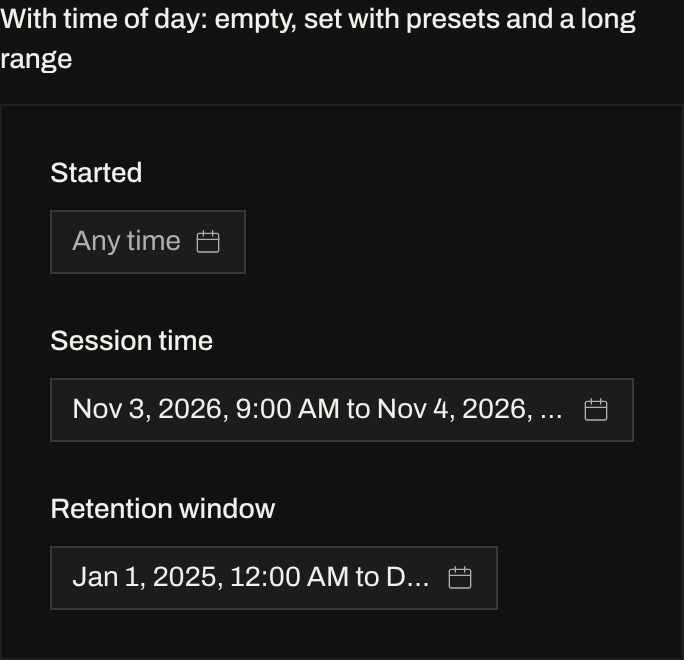 With time of day: empty, set with presets and a long
range
Started
Any time
Session time
Nov 3, 2026, 9:00 AM to Nov 4, 2026, ...
Retention window
Jan 1, 2025, 12:00 AM to D...